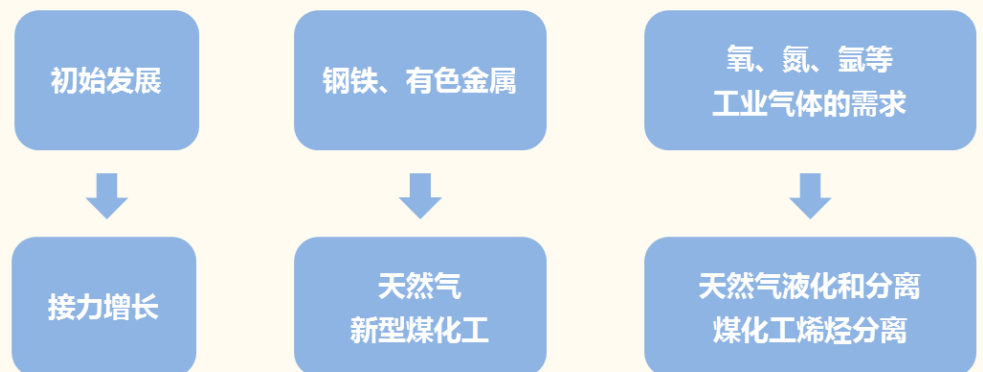 初始发展
钢铁、有色金属
氧、氮、氩等
工业气体的需求
接力增长
天然气
新型煤化工
天然气液化和分离
煤化工烯烃分离